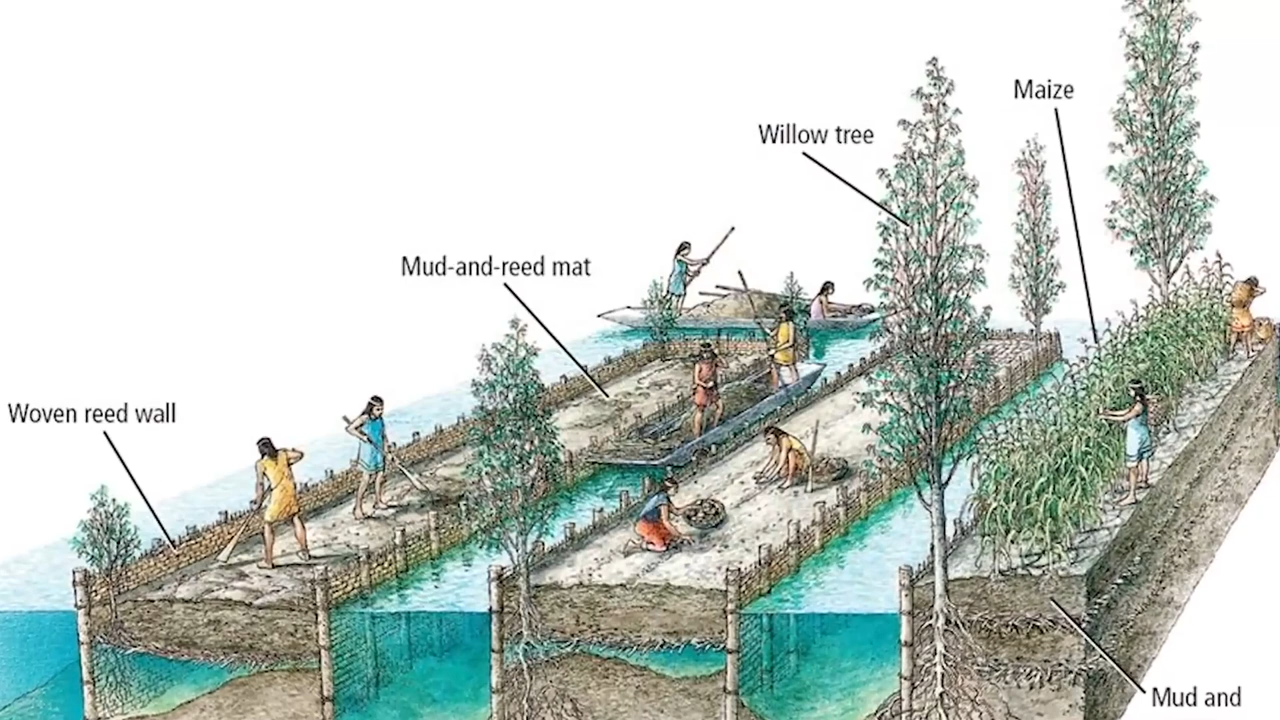 Maize
Willow tree
Mud-and-reed mat
Woven reed wall
Mud and